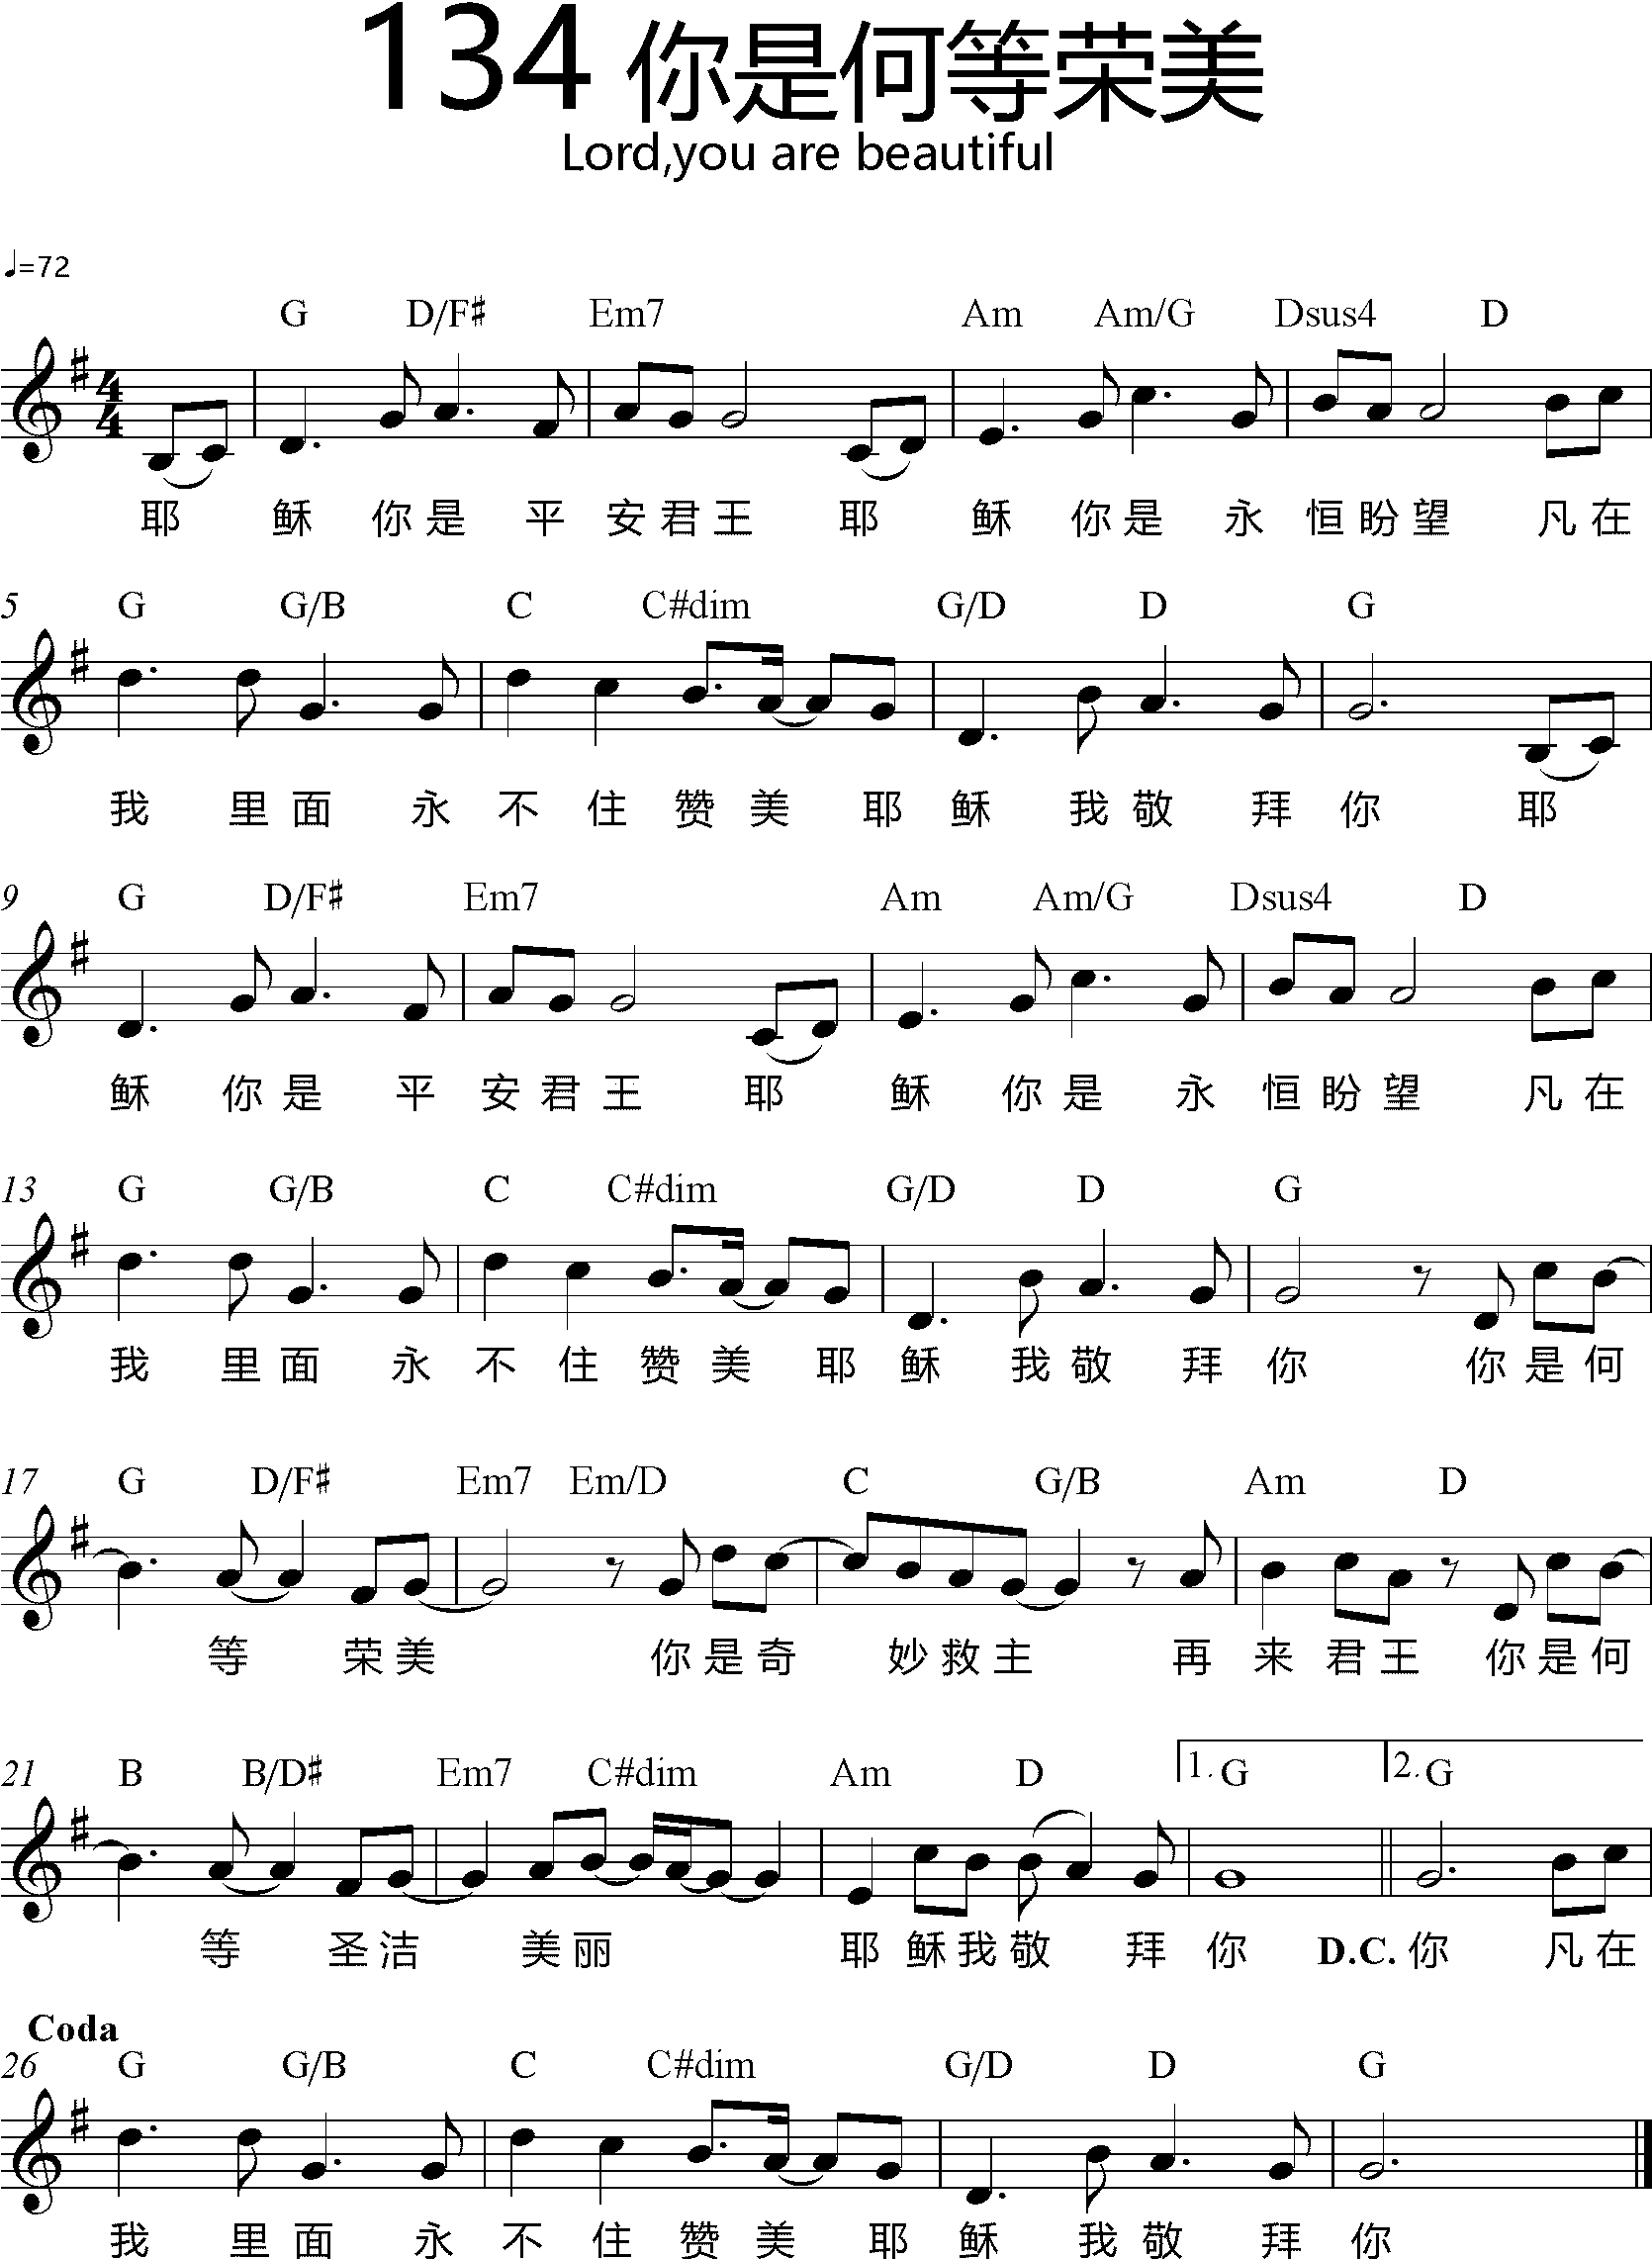 134 你是何等荣美
Lord,you are beautiful
♩=72
G D/F♯ Em7 Am Am/G Dsus4 D
4
4
耶 稣 你 是 平 安 君 王 耶 稣 你 是 永 恒 盼 望 凡 在
5 G G/B C C#dim G/D D G
我 里 面 永 不 住 赞 美 耶 稣 我 敬 拜 你 耶
9 G D/F♯ Em7 Am Am/G Dsus4 D
稣 你 是 平 安 君 王 耶 稣 你 是 永 恒 盼 望 凡 在
13 G G/B C C#dim G/D D G
我 里 面 永 不 住 赞 美 耶 稣 我 敬 拜 你 你 是 何
17 G D/F♯ Em7 Em/D C G/B Am D
等 荣 美 你 是 奇 妙 救 主 再 来 君 王 你 是 何
21 B B/D♯ Em7 C#dim Am D 1. G 2. G
等 圣 洁 美 丽 耶 稣 我 敬 拜 你 D.C. 你 凡 在
Coda
26 G G/B C C#dim G/D D G
我 里 面 永 不 住 赞 美 耶 稣 我 敬 拜 你